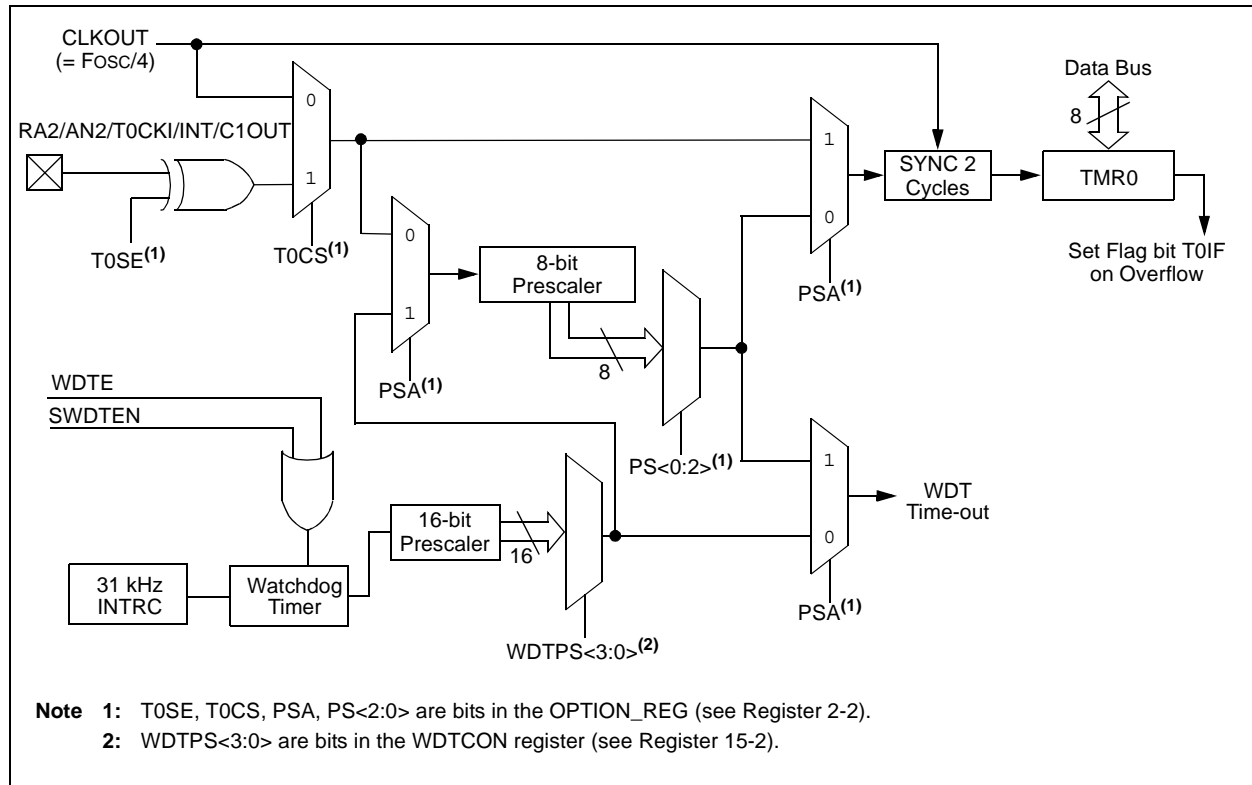 CLKOUT
(= FOSC/4)
Data Bus
8
RA2/AN2/T0CKI/INT/C1OUT
0
1
T0SE(1)
T0CS(1)
0
1
PSA(1)
8-bit
Prescaler
8
PS<0:2>(1)
1
0
PSA(1)
SYNC 2
Cycles
TMR0
Set Flag bit T0IF
on Overflow
WDTE
SWDTEN
31 kHz
INTRC
Watchdog
Timer
16-bit
Prescaler
16
WDTPS<3:0>(2)
1
0
PSA(1)
WDT
Time-out
Note 1: T0SE, T0CS, PSA, PS<2:0> are bits in the OPTION_REG (see Register 2-2).
2: WDTPS<3:0> are bits in the WDTCON register (see Register 15-2).